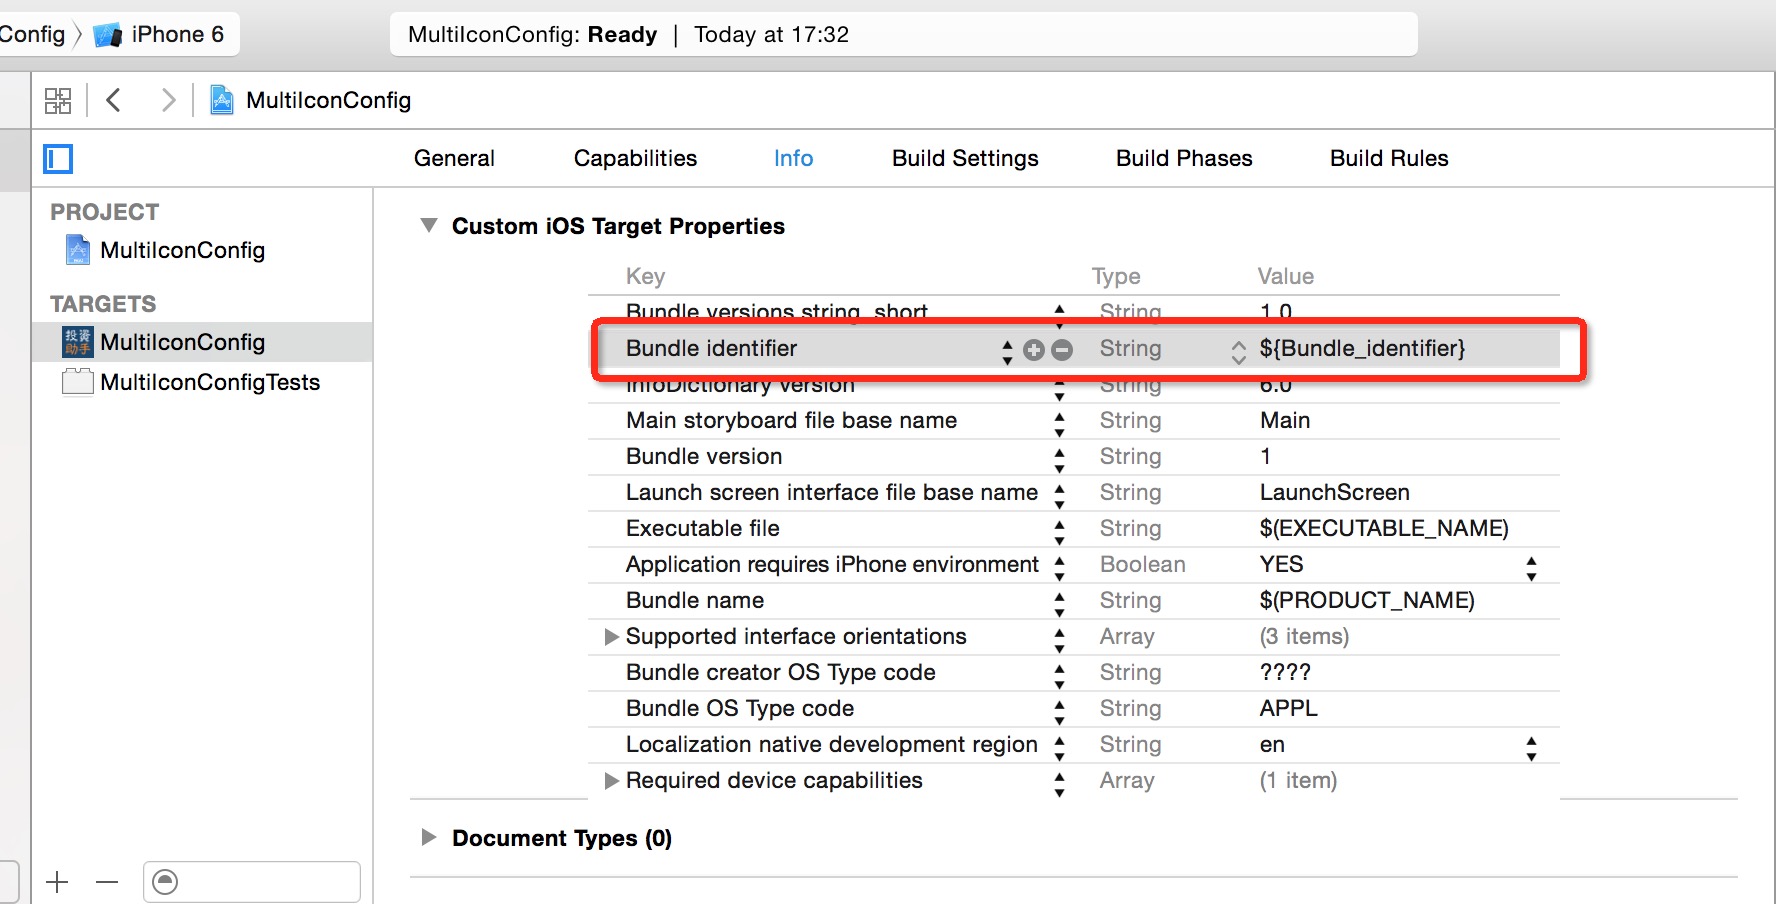 Config 〉 iPhone 6
MultiIconConfig: Ready | Today at 17:32
MultiIconConfig
General Capabilities Info Build Settings Build Phases Build Rules
PROJECT
MultiIconConfig
TARGETS
投资
助手
MultiIconConfig
MultiIconConfigTests
Custom iOS Target Properties
Key Type Value
Bundle versions string, short String 1.0
Bundle identifier String ${Bundle_identifier}
InfoDictionary version String 6.0
Main storyboard file base name String Main
Bundle version String 1
Launch screen interface file base name String LaunchScreen
Executable file String $(EXECUTABLE_NAME)
Application requires iPhone environment Boolean YES
Bundle name String $(PRODUCT_NAME)
Supported interface orientations Array (3 items)
Bundle creator OS Type code String ????
Bundle OS Type code String APPL
Localization native development region String en
Required device capabilities Array (1 item)
Document Types (0)